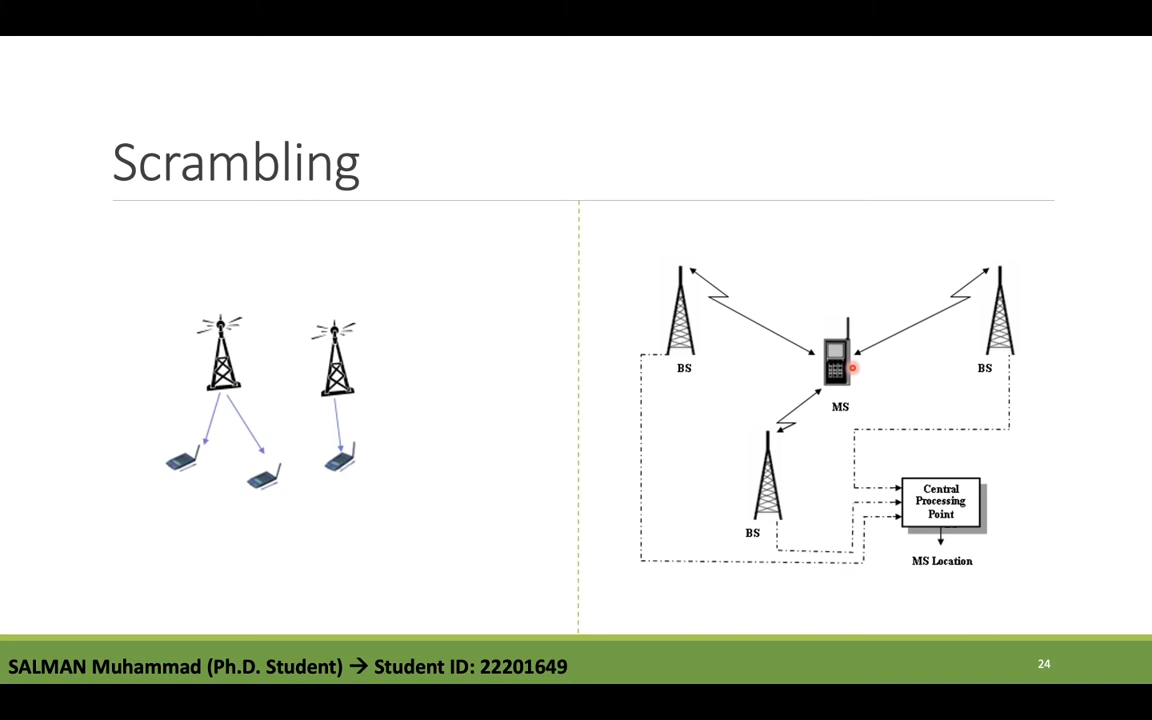 Scrambling
BS
BS
MS
BS
Central
Processing
Point
MS Location
SALMAN Muhammad (Ph.D. Student) → Student ID: 22201649
24